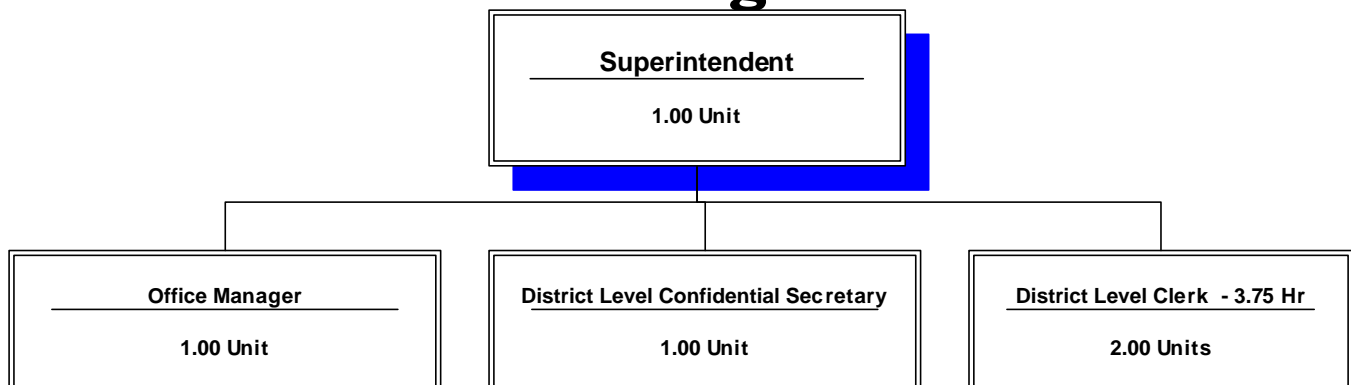 Superintendent
1.00 Unit
Office Manager
1.00 Unit
District Level Confidential Secretary
1.00 Unit
District Level Clerk - 3.75 Hr
2.00 Units